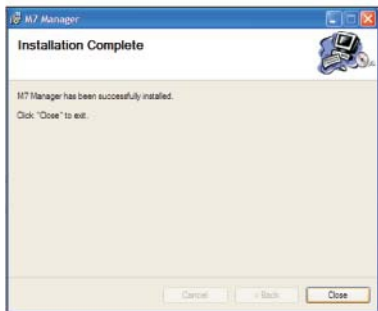 M7 Manager
Installation Complete
M7 Manager has been successfully installed.
Click "Close" to exit.
Cancel
< Back
Close